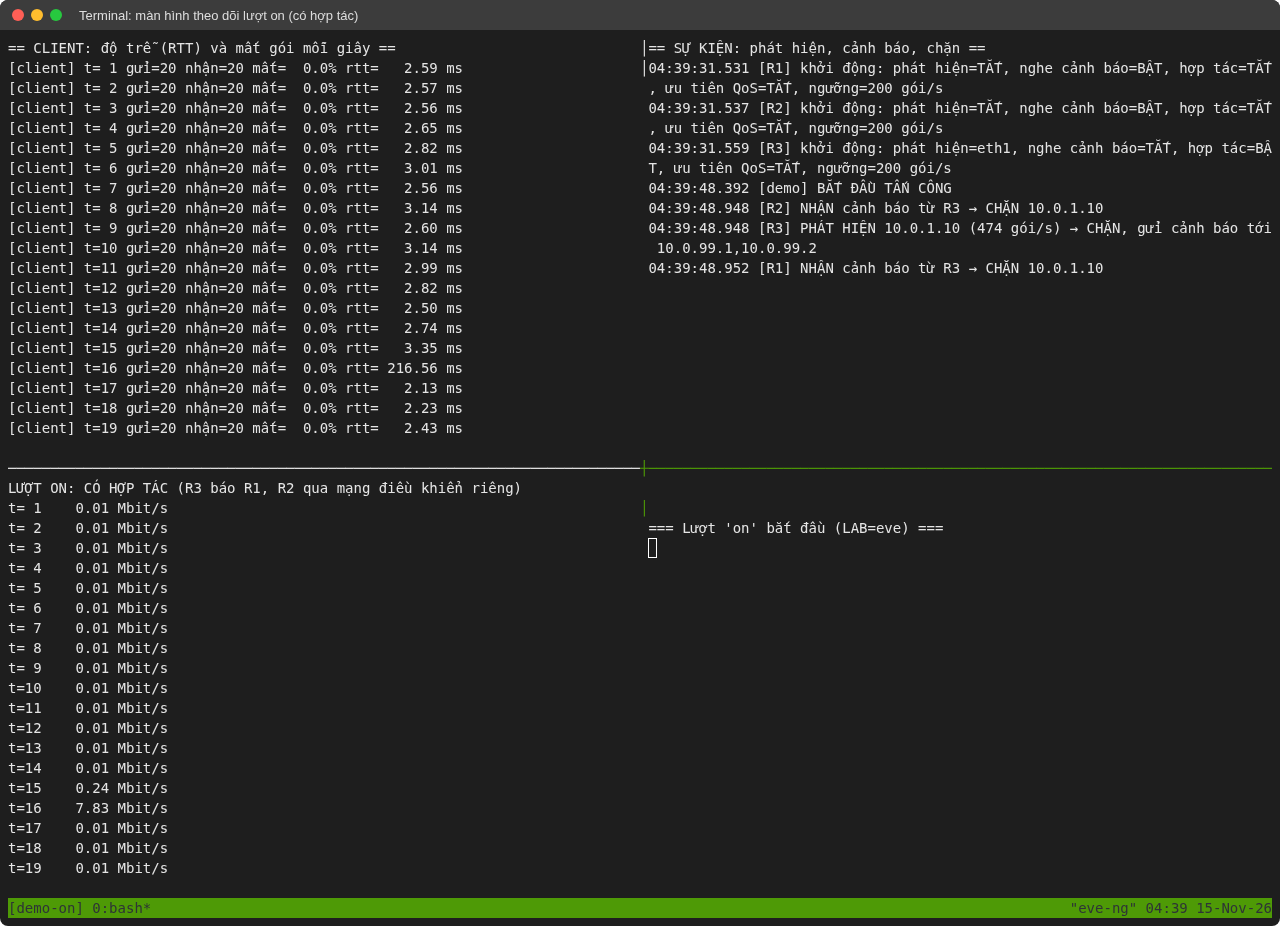 Terminal: màn hình theo dõi lượt on (có hợp tác)
== CLIENT: độ trễ (RTT) và mất gói mỗi giây ==
[client] t= 1 gửi=20 nhận=20 mất=  0.0% rtt=   2.59 ms
[client] t= 2 gửi=20 nhận=20 mất=  0.0% rtt=   2.57 ms
[client] t= 3 gửi=20 nhận=20 mất=  0.0% rtt=   2.56 ms
[client] t= 4 gửi=20 nhận=20 mất=  0.0% rtt=   2.65 ms
[client] t= 5 gửi=20 nhận=20 mất=  0.0% rtt=   2.82 ms
[client] t= 6 gửi=20 nhận=20 mất=  0.0% rtt=   3.01 ms
[client] t= 7 gửi=20 nhận=20 mất=  0.0% rtt=   2.56 ms
[client] t= 8 gửi=20 nhận=20 mất=  0.0% rtt=   3.14 ms
[client] t= 9 gửi=20 nhận=20 mất=  0.0% rtt=   2.60 ms
[client] t=10 gửi=20 nhận=20 mất=  0.0% rtt=   3.14 ms
[client] t=11 gửi=20 nhận=20 mất=  0.0% rtt=   2.99 ms
[client] t=12 gửi=20 nhận=20 mất=  0.0% rtt=   2.82 ms
[client] t=13 gửi=20 nhận=20 mất=  0.0% rtt=   2.50 ms
[client] t=14 gửi=20 nhận=20 mất=  0.0% rtt=   2.74 ms
[client] t=15 gửi=20 nhận=20 mất=  0.0% rtt=   3.35 ms
[client] t=16 gửi=20 nhận=20 mất=  0.0% rtt= 216.56 ms
[client] t=17 gửi=20 nhận=20 mất=  0.0% rtt=   2.13 ms
[client] t=18 gửi=20 nhận=20 mất=  0.0% rtt=   2.23 ms
[client] t=19 gửi=20 nhận=20 mất=  0.0% rtt=   2.43 ms
== SỰ KIỆN: phát hiện, cảnh báo, chặn ==
04:39:31.531 [R1] khởi động: phát hiện=TẮT, nghe cảnh báo=BẬT, hợp tác=TẮT
, ưu tiên QoS=TẮT, ngưỡng=200 gói/s
04:39:31.537 [R2] khởi động: phát hiện=TẮT, nghe cảnh báo=BẬT, hợp tác=TẮT
, ưu tiên QoS=TẮT, ngưỡng=200 gói/s
04:39:31.559 [R3] khởi động: phát hiện=eth1, nghe cảnh báo=TẮT, hợp tác=BẬ
T, ưu tiên QoS=TẮT, ngưỡng=200 gói/s
04:39:48.392 [demo] BẮT ĐẦU TẤN CÔNG
04:39:48.948 [R2] NHẬN cảnh báo từ R3 → CHẶN 10.0.1.10
04:39:48.948 [R3] PHÁT HIỆN 10.0.1.10 (474 gói/s) → CHẶN, gửi cảnh báo tới
10.0.99.1,10.0.99.2
04:39:48.952 [R1] NHẬN cảnh báo từ R3 → CHẶN 10.0.1.10
LƯỢT ON: CÓ HỢP TÁC (R3 báo R1, R2 qua mạng điều khiển riêng)
t= 1    0.01 Mbit/s
t= 2    0.01 Mbit/s
t= 3    0.01 Mbit/s
t= 4    0.01 Mbit/s
t= 5    0.01 Mbit/s
t= 6    0.01 Mbit/s
t= 7    0.01 Mbit/s
t= 8    0.01 Mbit/s
t= 9    0.01 Mbit/s
t=10    0.01 Mbit/s
t=11    0.01 Mbit/s
t=12    0.01 Mbit/s
t=13    0.01 Mbit/s
t=14    0.01 Mbit/s
t=15    0.24 Mbit/s
t=16    7.83 Mbit/s
t=17    0.01 Mbit/s
t=18    0.01 Mbit/s
t=19    0.01 Mbit/s
=== Lượt 'on' bắt đầu (LAB=eve) ===
[demo-on] 0:bash*
"eve-ng" 04:39 15-Nov-26